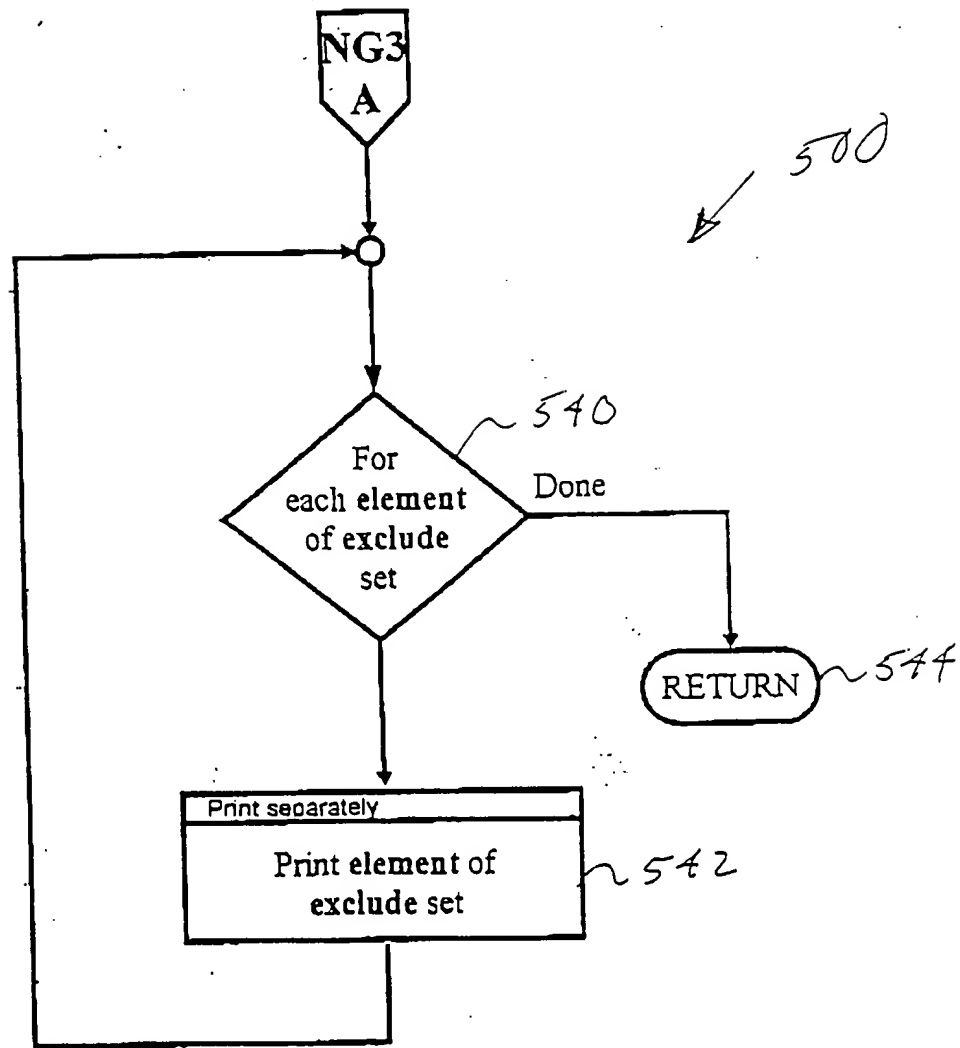 NG3
A
500
540
For
each element
of exclude
set
Done
RETURN
544
Print separately
Print element of
exclude set
542